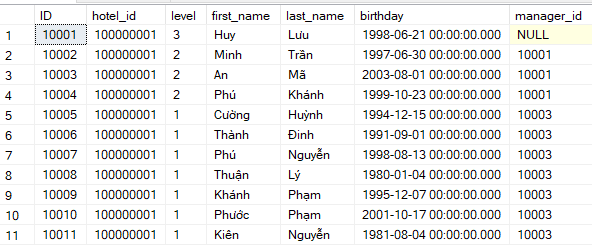 ID hotel_id level first_name last_name birthday manager_id
1 10001 100000001 3 Huy Lưu 1998-06-21 00:00:00.000 NULL
2 10002 100000001 2 Minh Trần 1997-06-30 00:00:00.000 10001
3 10003 100000001 2 An Mã 2003-08-01 00:00:00.000 10001
4 10004 100000001 2 Phú Khánh 1999-10-23 00:00:00.000 10001
5 10005 100000001 1 Cường Huỳnh 1994-12-15 00:00:00.000 10003
6 10006 100000001 1 Thành Đinh 1991-09-01 00:00:00.000 10003
7 10007 100000001 1 Phú Nguyễn 1998-08-13 00:00:00.000 10003
8 10008 100000001 1 Thuận Lý 1980-01-04 00:00:00.000 10003
9 10009 100000001 1 Khánh Phạm 1995-12-07 00:00:00.000 10003
10 10010 100000001 1 Phước Phạm 2001-10-17 00:00:00.000 10003
11 10011 100000001 1 Kiên Nguyễn 1981-08-04 00:00:00.000 10003